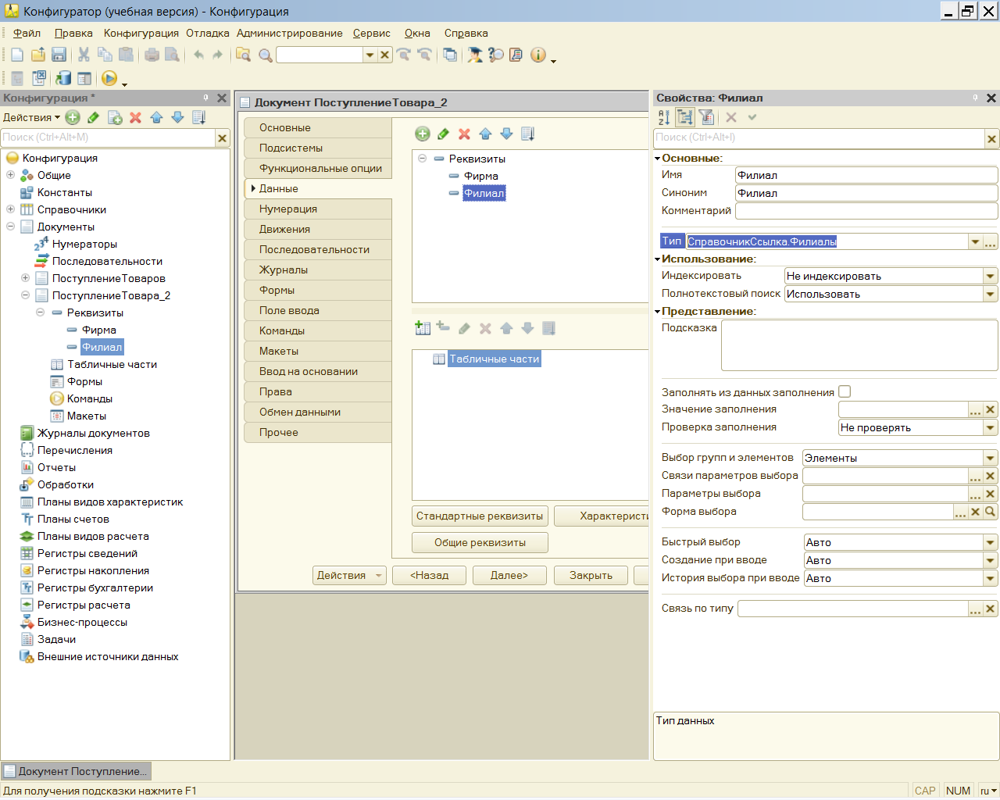 Конфигуратор (учебная версия) - Конфигурация
Файл Правка Конфигурация Отладка Администрирование Сервис Окна Справка
Конфигурация *
Действия
Поиск (Ctrl+Alt+M)
Конфигурация
Общие
Константы
Справочники
Документы
Нумераторы
Последовательности
ПоступлениеТоваров
ПоступлениеТовара_2
Реквизиты
Фирма
Филиал
Табличные части
Формы
Команды
Макеты
Журналы документов
Перечисления
Отчеты
Обработки
Планы видов характеристик
Планы счетов
Планы видов расчета
Регистры сведений
Регистры накопления
Регистры бухгалтерии
Регистры расчета
Бизнес-процессы
Задачи
Внешние источники данных
Документ ПоступлениеТовара_2
Основные
Подсистемы
Функциональные опции
Данные
Нумерация
Движения
Последовательности
Журналы
Формы
Поле ввода
Команды
Макеты
Ввод на основании
Права
Обмен данными
Прочее
Реквизиты
Фирма
Филиал
Табличные части
Стандартные реквизиты Характеристи
Общие реквизиты
Действия <Назад Далее> Закрыть
Свойства: Филиал
Поиск (Ctrl+Alt+I)
Основные:
Имя Филиал
Синоним Филиал
Комментарий
Тип СправочникСсылка.Филиалы
Использование:
Индексировать Не индексировать
Полнотекстовый поиск Использовать
Представление:
Подсказка
Заполнять из данных заполнения
Значение заполнения
Проверка заполнения Не проверять
Выбор групп и элементов Элементы
Связи параметров выбора
Параметры выбора
Форма выбора
Быстрый выбор Авто
Создание при вводе Авто
История выбора при вводе Авто
Связь по типу
Тип данных
Документ Поступление...
Для получения подсказки нажмите F1 CAP NUM ru